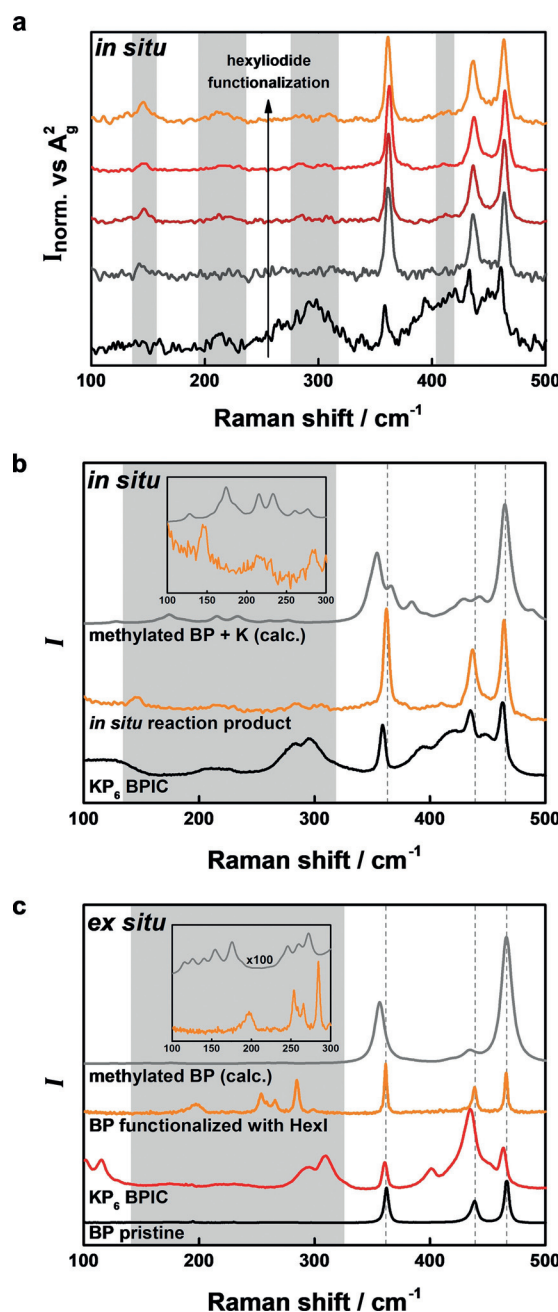 a
in situ
hexyliodide
functionalization
I norm. vs A²g
100 200 300 400 500
Raman shift / cm⁻¹
b
in situ
100 150 200 250 300
methylated BP + K (calc.)
in situ reaction product
KP₆ BPIC
I
100 200 300 400 500
Raman shift / cm⁻¹
c
ex situ
x100
100 150 200 250 300
methylated BP (calc.)
BP functionalized with HexI
KP₆ BPIC
BP pristine
I
100 200 300 400 500
Raman shift / cm⁻¹